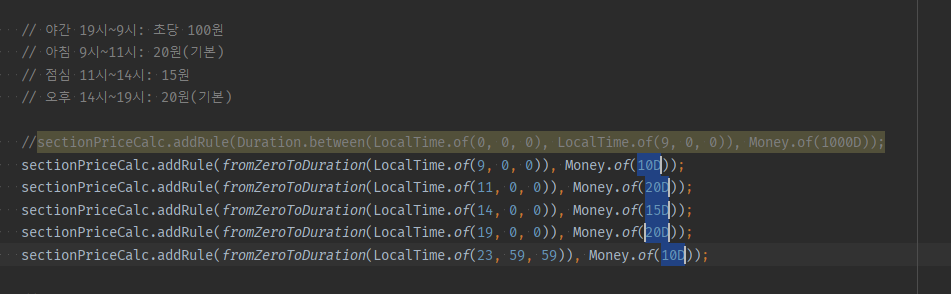 // 야간 19시~9시: 초당 100원
// 아침 9시~11시: 20원(기본)
// 점심 11시~14시: 15원
// 오후 14시~19시: 20원(기본)
//sectionPriceCalc.addRule(Duration.between(LocalTime.of(0, 0, 0), LocalTime.of(9, 0, 0)), Money.of(1000D));
sectionPriceCalc.addRule(fromZeroToDuration(LocalTime.of(9, 0, 0)), Money.of(10D));
sectionPriceCalc.addRule(fromZeroToDuration(LocalTime.of(11, 0, 0)), Money.of(20D));
sectionPriceCalc.addRule(fromZeroToDuration(LocalTime.of(14, 0, 0)), Money.of(15D));
sectionPriceCalc.addRule(fromZeroToDuration(LocalTime.of(19, 0, 0)), Money.of(20D));
sectionPriceCalc.addRule(fromZeroToDuration(LocalTime.of(23, 59, 59)), Money.of(10D));